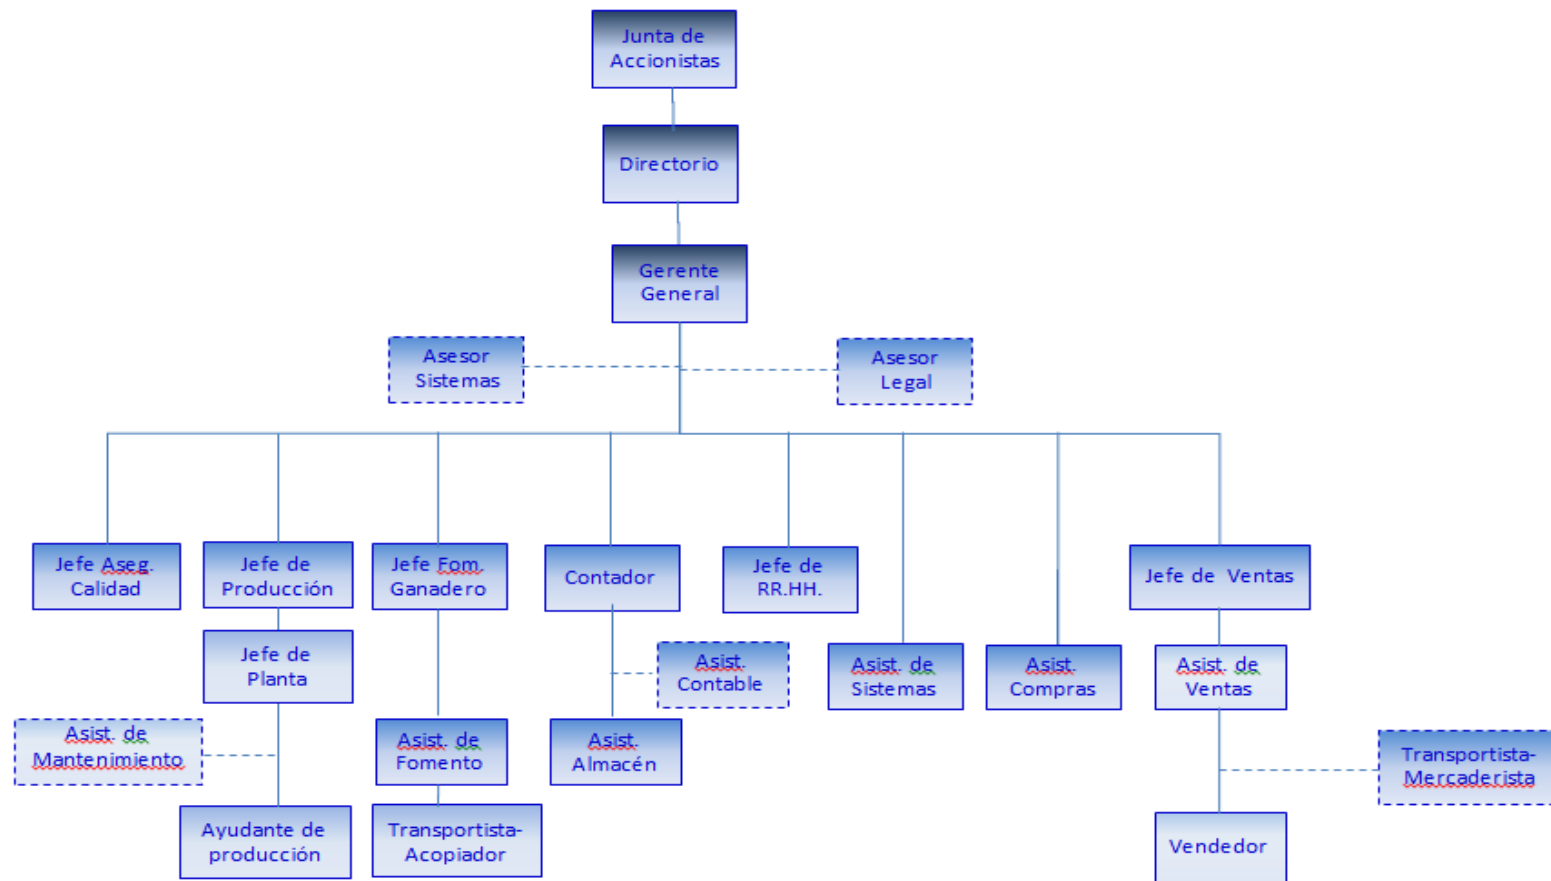 Junta de
Accionistas
Directorio
Gerente
General
Asesor
Sistemas
Asesor
Legal
Jefe Aseg.
Calidad
Jefe de
Producción
Jefe Fom.
Ganadero
Contador
Jefe de
RR.HH.
Jefe de Ventas
Jefe de
Planta
Asist.
Contable
Asist. de
Sistemas
Asist.
Compras
Asist. de
Ventas
Asist. de
Mantenimiento
Asist. de
Fomento
Asist.
Almacén
Transportista-
Mercaderista
Ayudante de
producción
Transportista-
Acopiador
Vendedor